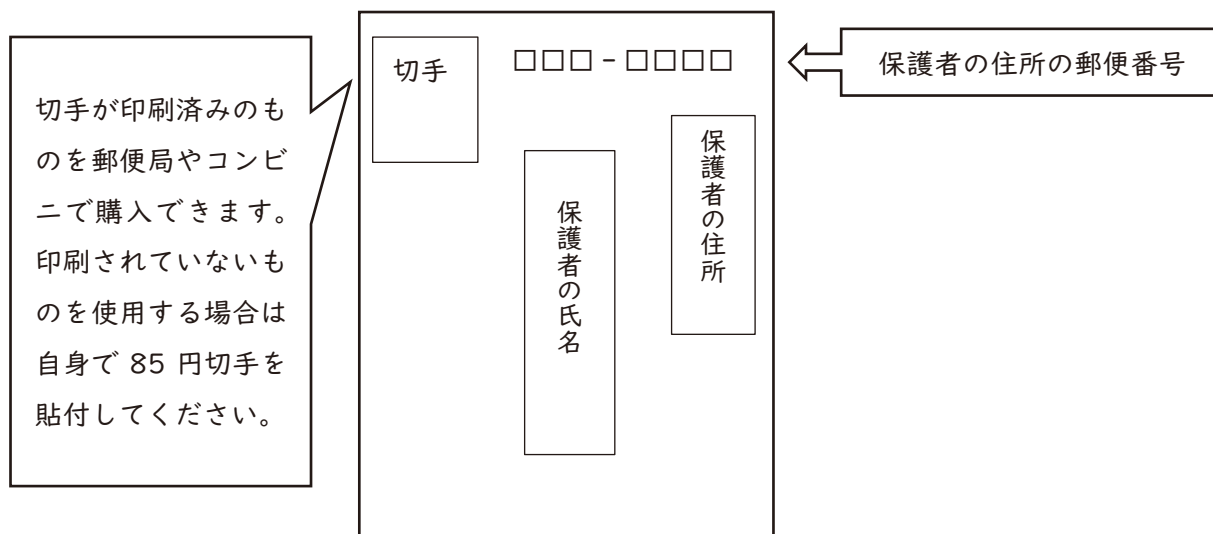 切手が印刷済みのも
のを郵便局やコンビ
ニで購入できます。
印刷されていないも
のを使用する場合は
自身で 85 円切手を
貼付してください。
切手
□□□-□□□□
保護者の住所の郵便番号
保護者の住所
保護者の氏名